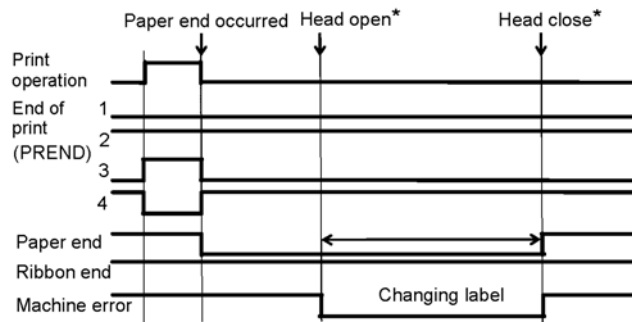 Paper end occurred Head open* Head close*
Print
operation
End of 1
print 2
(PREND)
3
4
Paper end
Ribbon end
Machine error Changing label